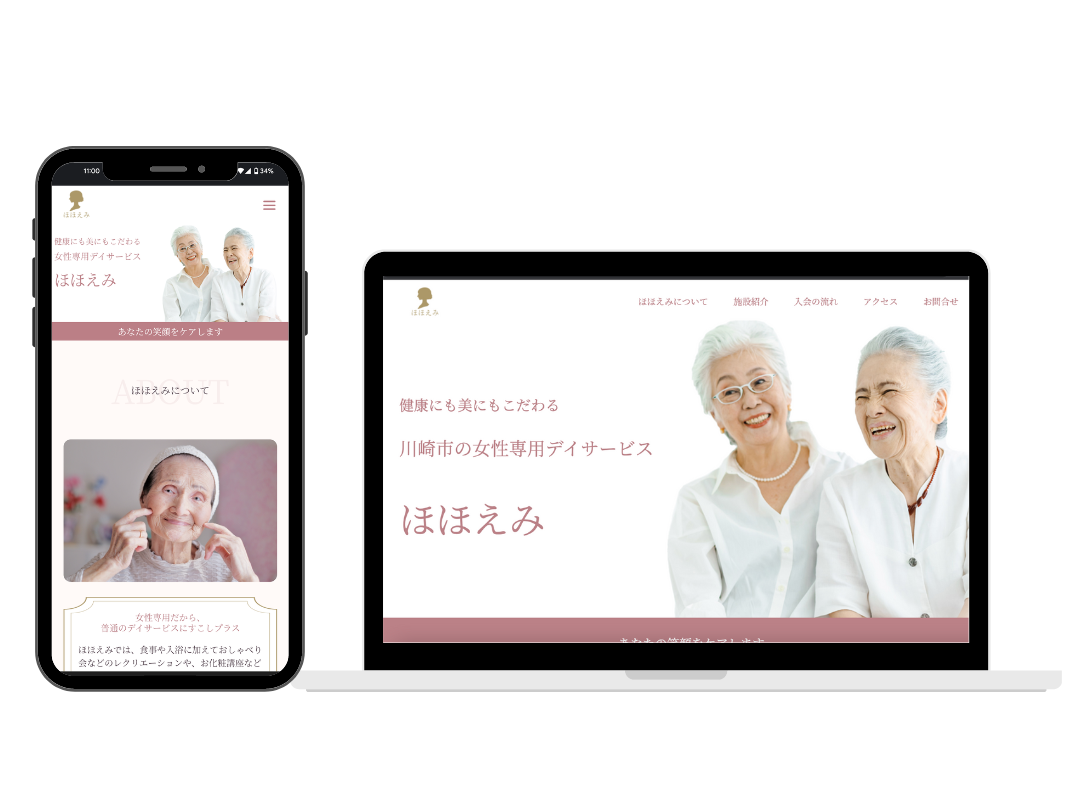 11:00
34%
ほほえみ
健康にも美にもこだわる
女性専用デイサービス
ほほえみ
あなたの笑顔をケアします
ABOUT
ほほえみについて
女性専用だから、
普通のデイサービスにすこしプラス
ほほえみでは、食事や入浴に加えておしゃべり
会などのレクリエーションや、お化粧講座など
ほほえみ
ほほえみについて
施設紹介
入会の流れ
アクセス
お問合せ
健康にも美にもこだわる
川崎市の女性専用デイサービス
ほほえみ
あなたの笑顔をケアします